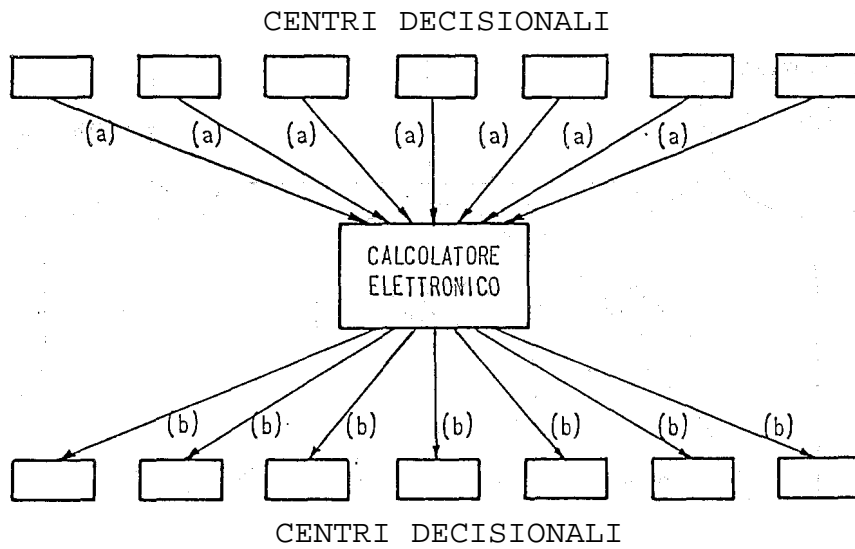 CENTRI DECISIONALI
(a) (a) (a) (a) (a) (a) (a)
CALCOLATORE
ELETTRONICO
(b) (b) (b) (b) (b) (b) (b)
CENTRI DECISIONALI